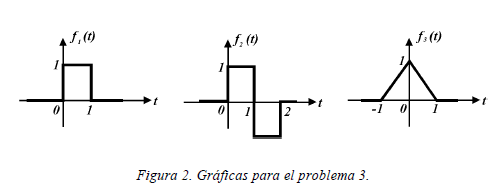 f₁(t) f₂(t) f₃(t)
1 1 1
0 1 t 0 1 2 t -1 0 1 t
Figura 2. Gráficas para el problema 3.